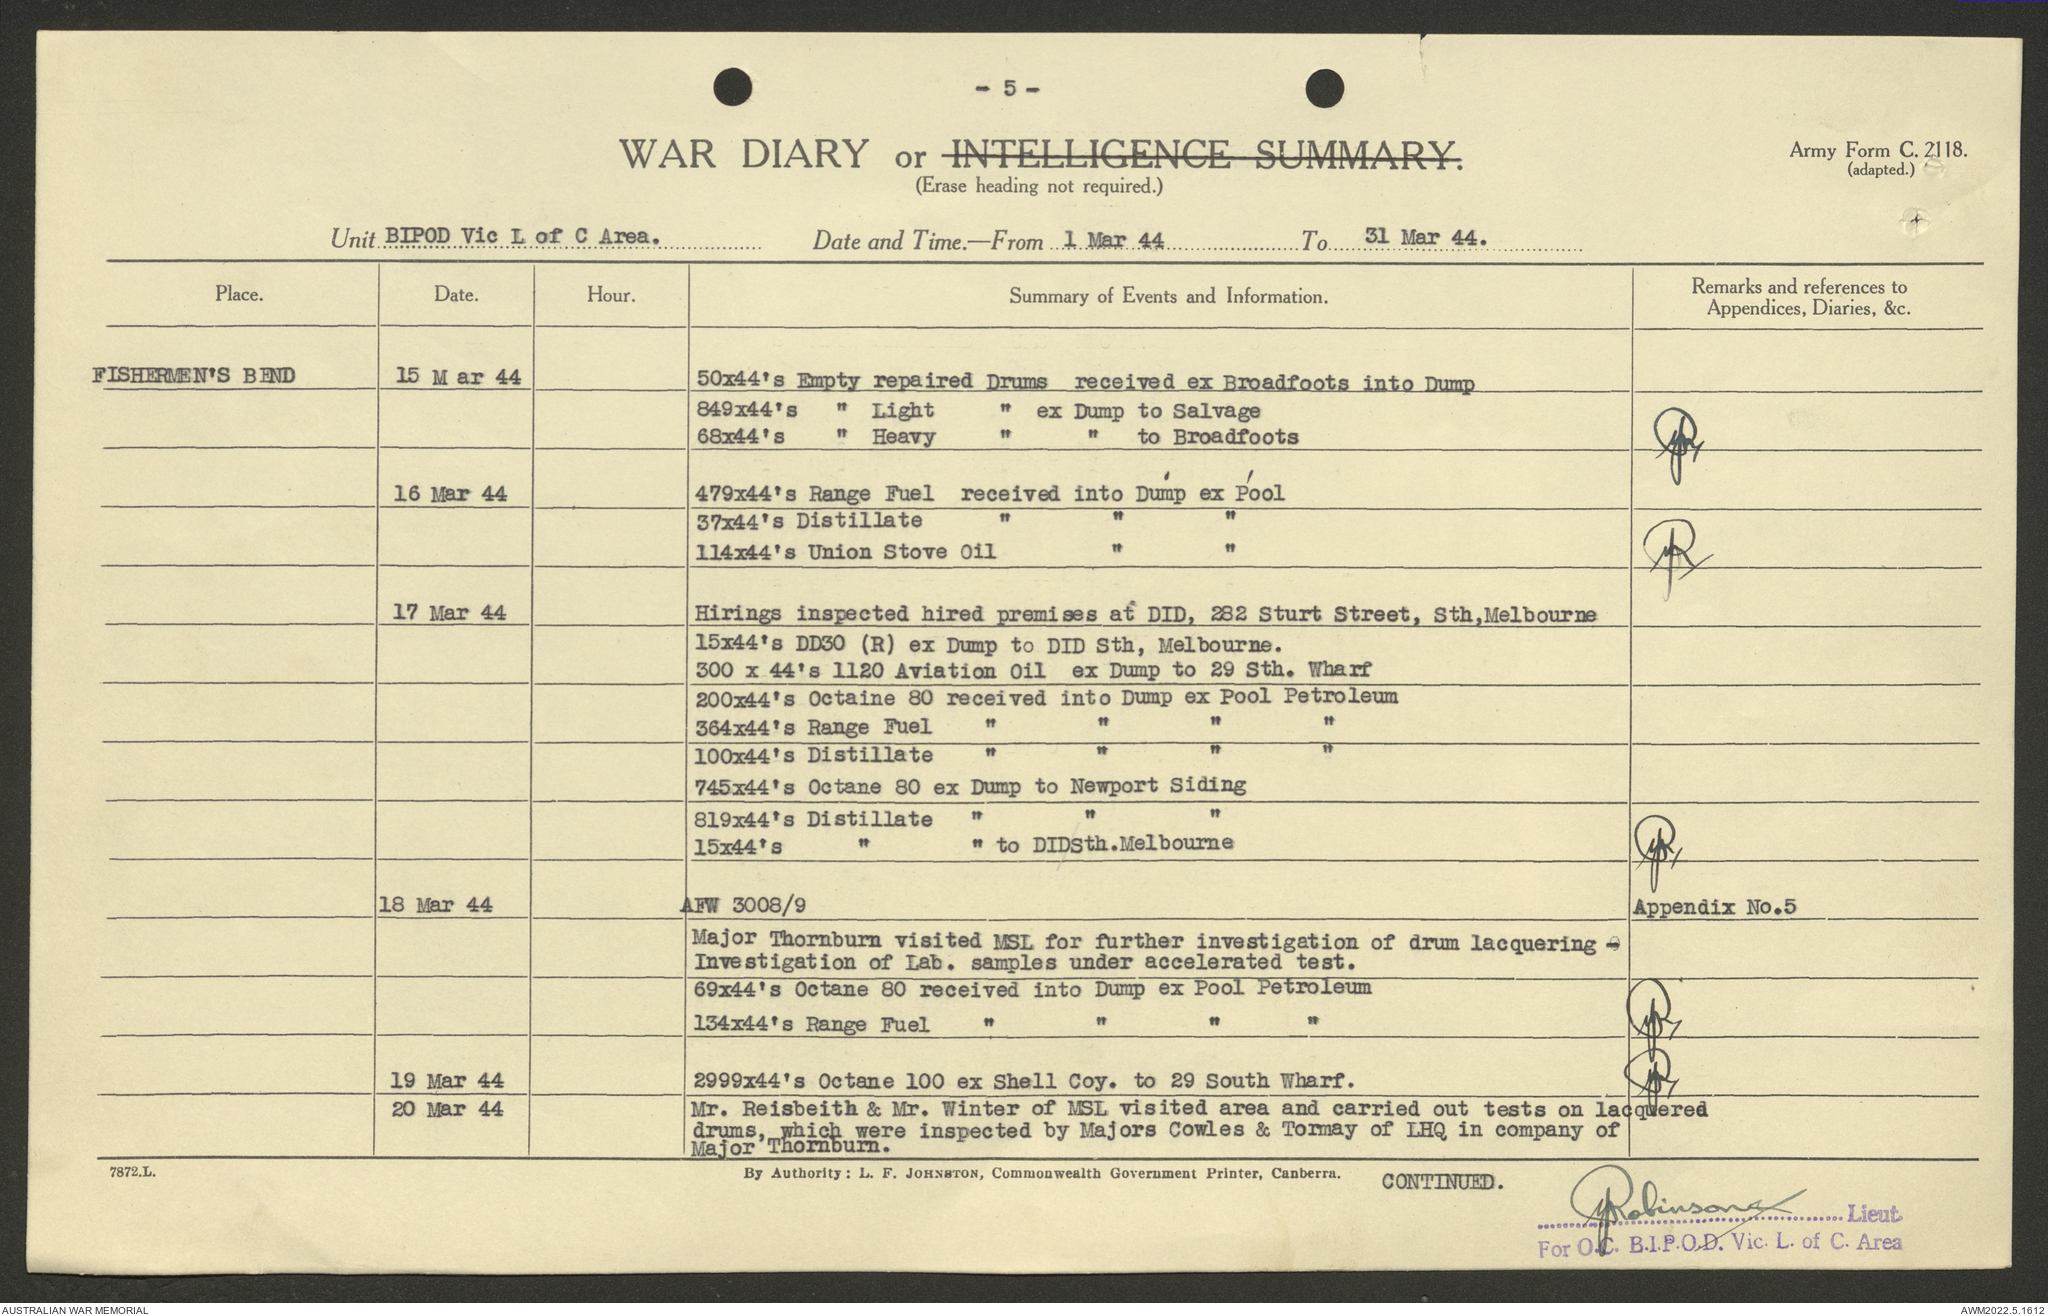 - 5 -
WAR DIARY or INTELLIGENCE SUMMARY.
(Erase heading not required.)
Army Form C. 2118.
(adapted.)
Unit BIPOD Vic L of C Area. Date and Time.—From 1 Mar 44 To 31 Mar 44.
Place. Date. Hour. Summary of Events and Information. Remarks and references to
Appendices, Diaries, &c.
FISHERMEN'S BEND 15 M ar 44 50x44's Empty repaired Drums received ex Broadfoots into Dump
849x44's " Light " ex Dump to Salvage
68x44's " Heavy " " to Broadfoots
16 Mar 44 479x44's Range Fuel received into Dump ex Pool
37x44's Distillate " " "
114x44's Union Stove Oil " "
17 Mar 44 Hirings inspected hired premises at DID, 282 Sturt Street, Sth,Melbourne
15x44's DD30 (R) ex Dump to DID Sth, Melbourne.
300 x 44's 1120 Aviation Oil ex Dump to 29 Sth. Wharf
200x44's Octaine 80 received into Dump ex Pool Petroleum
364x44's Range Fuel " " " "
100x44's Distillate " " " "
745x44's Octane 80 ex Dump to Newport Siding
819x44's Distillate " " "
15x44's " " to DIDSth.Melbourne
18 Mar 44 AFW 3008/9 Appendix No.5
Major Thornburn visited MSL for further investigation of drum lacquering -
Investigation of Lab. samples under accelerated test.
69x44's Octane 80 received into Dump ex Pool Petroleum
134x44's Range Fuel " " " "
19 Mar 44 2999x44's Octane 100 ex Shell Coy. to 29 South Wharf.
20 Mar 44 Mr. Reisbeith & Mr. Winter of MSL visited area and carried out tests on lacquered
drums, which were inspected by Majors Cowles & Tormay of LHQ in company of
Major Thornburn.
7872.L. By Authority: L. F. JOHNSTON, Commonwealth Government Printer, Canberra. CONTINUED.
Robinson Lieut
For O.C. B.I.P.O.D. Vic. L. of C. Area
AUSTRALIAN WAR MEMORIAL AWM2022.5.1612